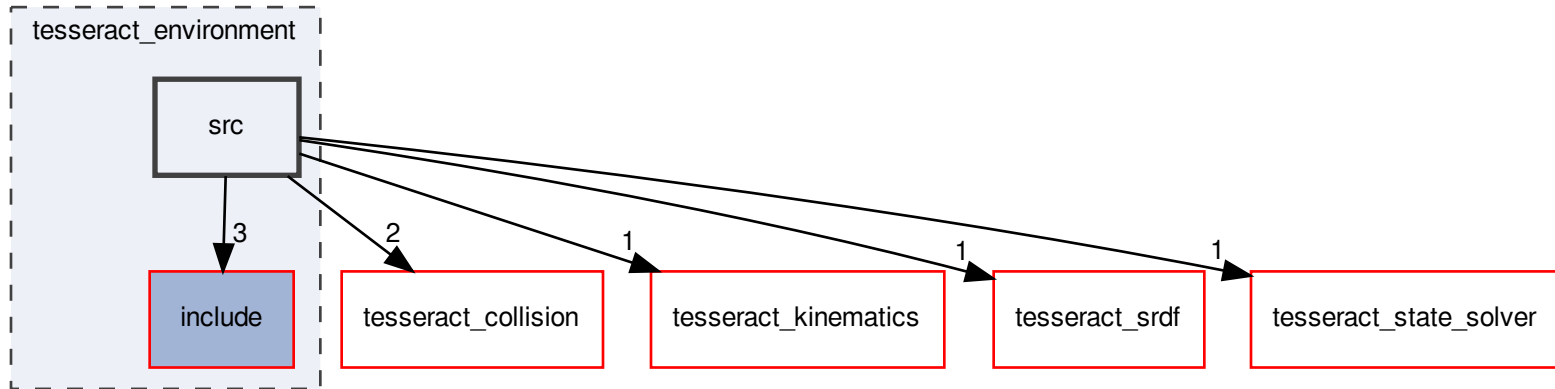 tesseract_environment
src
3
2
1
1
1
include
tesseract_collision
tesseract_kinematics
tesseract_srdf
tesseract_state_solver